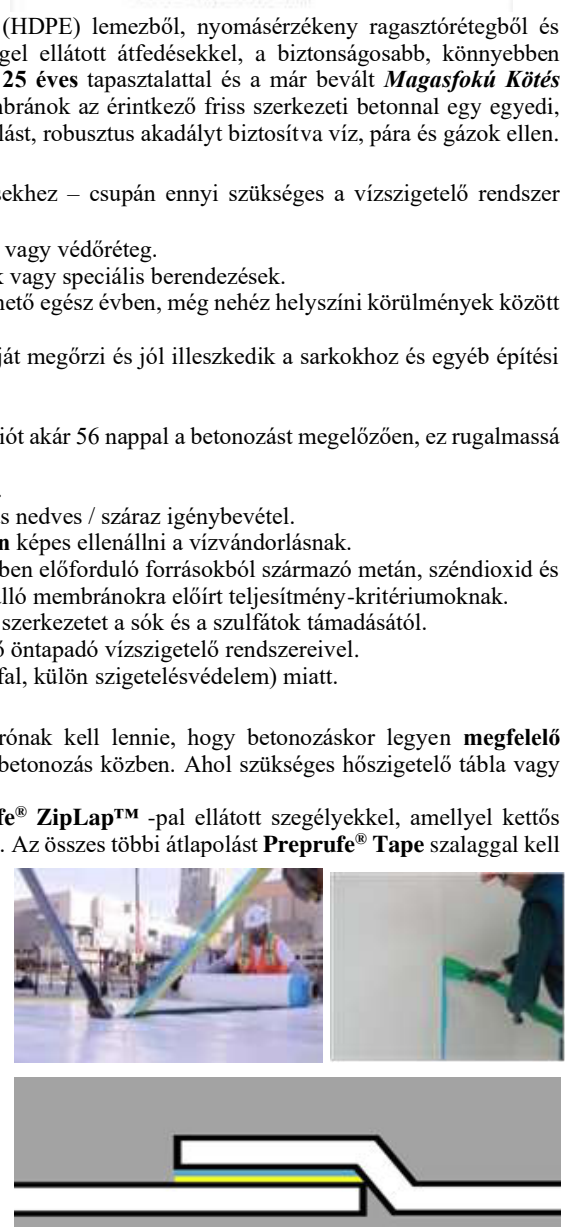 (HDPE) lemezből, nyomásérzékeny ragasztórétegből és
gel ellátott átfedésekkel, a biztonságosabb, könnyebben
25 éves tapasztalattal és a már bevált Magasfokú Kötés
mbránok az érintkező friss szerkezeti betonnal egy egyedi,
lást, robusztus akadályt biztosítva víz, pára és gázok ellen.
sekhez – csupán ennyi szükséges a vízszigetelő rendszer
vagy védőréteg.
k vagy speciális berendezések.
hető egész évben, még nehéz helyszíni körülmények között
ját megőrzi és jól illeszkedik a sarkokhoz és egyéb építési
iót akár 56 nappal a betonozást megelőzően, ez rugalmassá
.
s nedves / száraz igénybevétel.
n képes ellenállni a vízvándorlásnak.
ben előforduló forrásokból származó metán, széndioxid és
lló membránokra előírt teljesítmény-kritériumoknak.
szerkezetet a sók és a szulfátok támadásától.
ő öntapadó vízszigetelő rendszereivel.
fal, külön szigetelésvédelem) miatt.
rónak kell lennie, hogy betonozáskor legyen megfelelő
betonozás közben. Ahol szükséges hőszigetelő tábla vagy
fe® ZipLap™ -pal ellátott szegélyekkel, amellyel kettős
. Az összes többi átlapolást Preprufe® Tape szalaggal kell